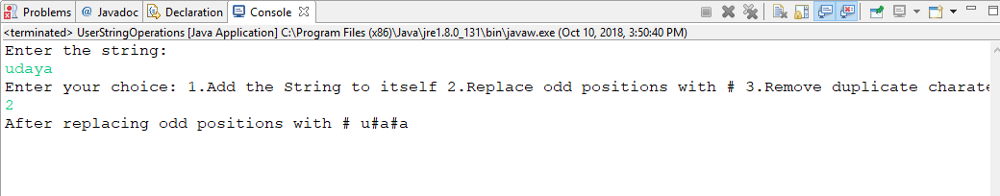 Problems @ Javadoc Declaration Console
<terminated> UserStringOperations [Java Application] C:\Program Files (x86)\Java\jre1.8.0_131\bin\javaw.exe (Oct 10, 2018, 3:50:40 PM)
Enter the string:
udaya
Enter your choice: 1.Add the String to itself 2.Replace odd positions with # 3.Remove duplicate charate
2
After replacing odd positions with # u#a#a